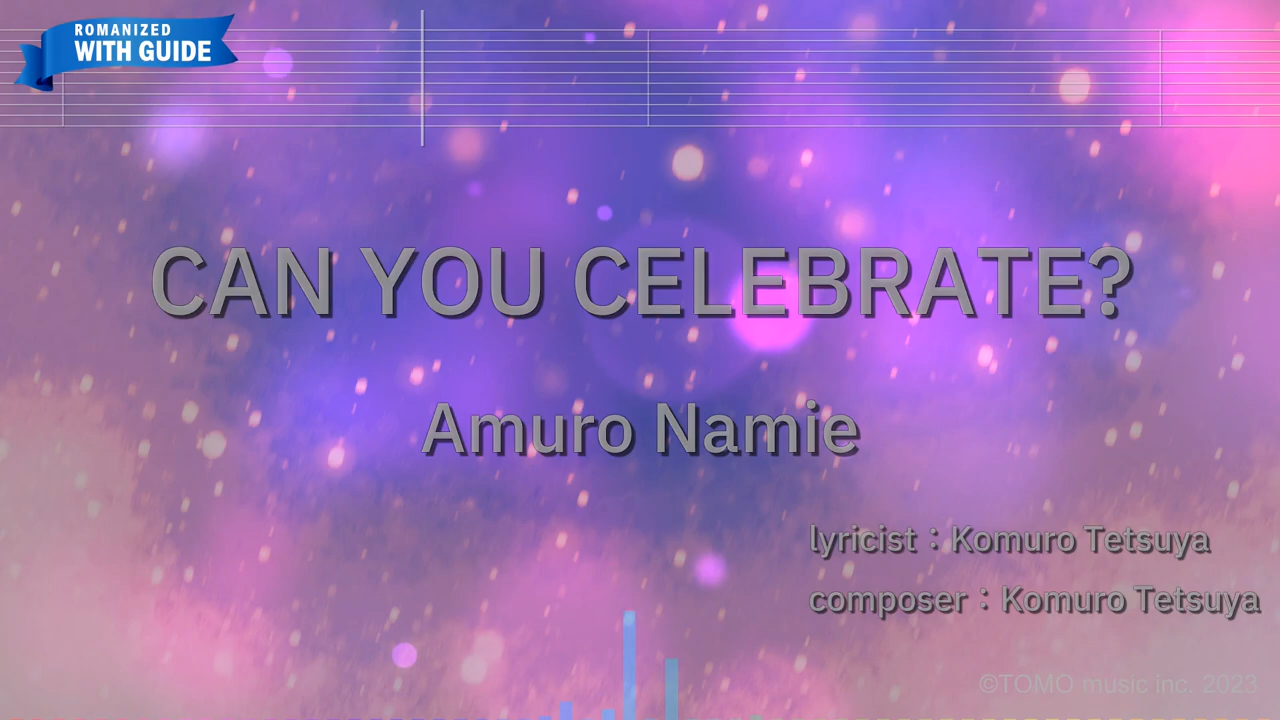 ROMANIZED
WITH GUIDE
CAN YOU CELEBRATE?
Amuro Namie
lyricist：Komuro Tetsuya
composer：Komuro Tetsuya
©TOMO music inc. 2023